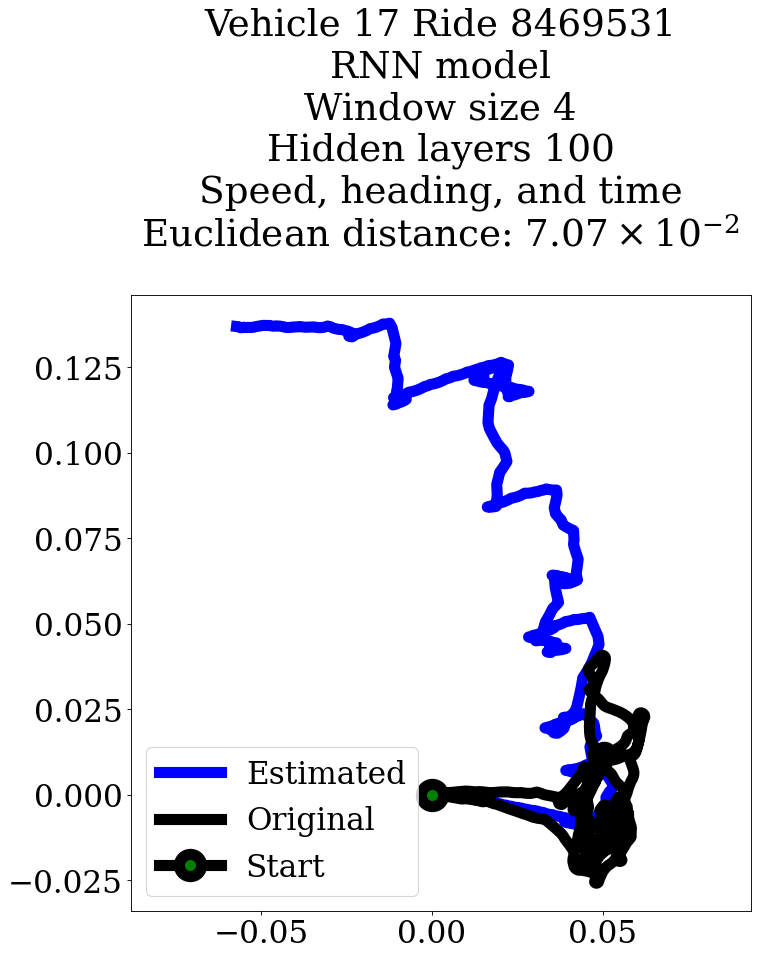 Vehicle 17 Ride 8469531
RNN model
Window size 4
Hidden layers 100
Speed, heading, and time
Euclidean distance: 7.07 × 10⁻²
0.125
0.100
0.075
0.050
0.025
0.000
−0.025
Estimated
Original
Start
−0.05
0.00
0.05